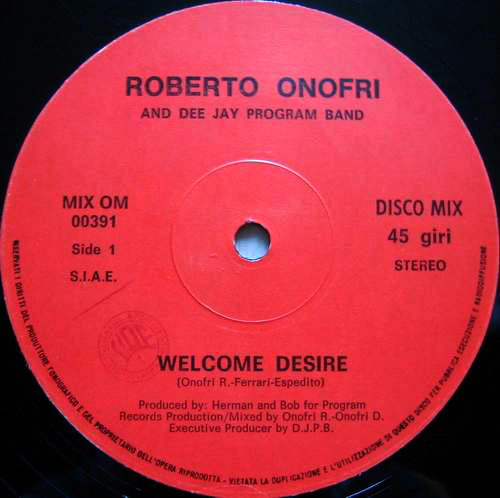 ROBERTO ONOFRI
AND DEE JAY PROGRAM BAND
MIX OM
00391
Side 1
S.I.A.E.
DISCO MIX
45 giri
STEREO
WELCOME DESIRE
(Onofri R.-Ferrari-Espedito)
Produced by: Herman and Bob for Program
Records Production/Mixed by Onofri R.-Onofri D.
Executive Producer by D.J.P.B.
RISERVATI I DIRITTI DEL PRODUTTORE FONOGRAFICO E QEL PROPRIETARIO DELL'OPERA RIPRODOTTA - VIETATA LA DUPLICAZIONE E L'UTILIZZAZIONE DI QUESTO DISCO PER PUBBLICA ESECUZIONE E RADIODIFFUSIONE